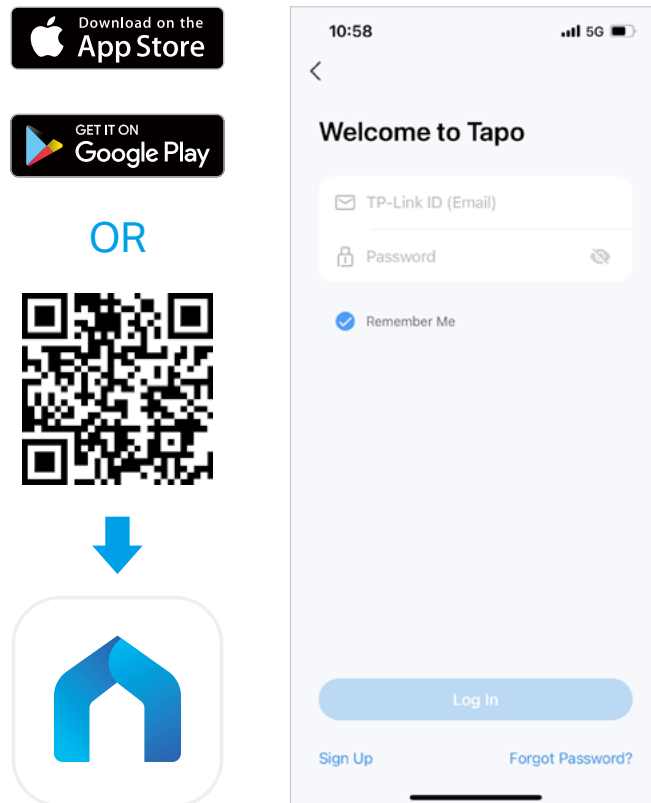 Download on the
App Store
GET IT ON
Google Play
OR
10:58
5G
Welcome to Tapo
TP-Link ID (Email)
Password
Remember Me
Log In
Sign Up
Forgot Password?